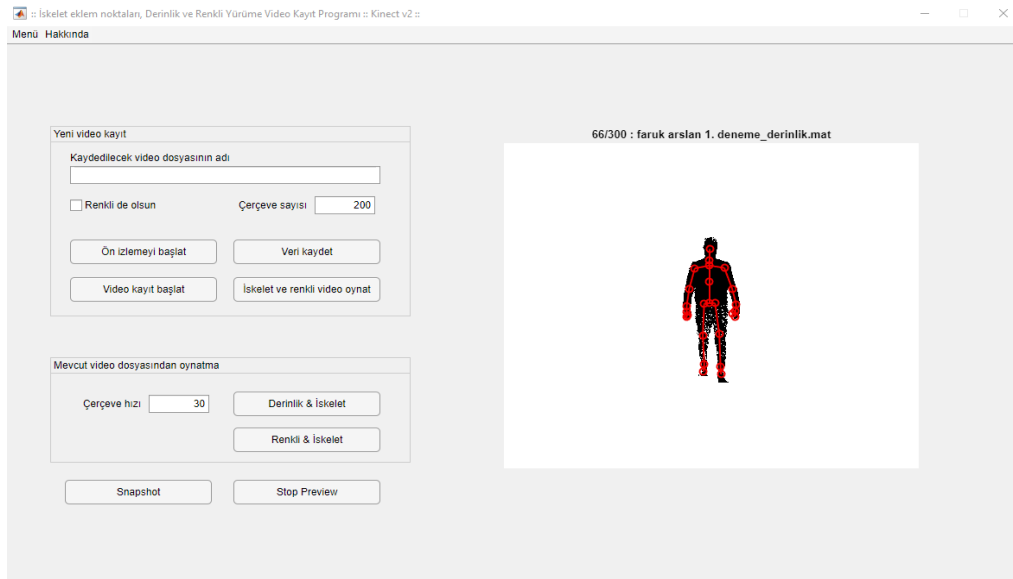 :: İskelet eklem noktaları, Derinlik ve Renkli Yürüme Video Kayıt Programı :: Kinect v2 ::
Menü Hakkında
Yeni video kayıt
Kaydedilecek video dosyasının adı
Renkli de olsun
Çerçeve sayısı 200
Ön izlemeyi başlat
Veri kaydet
Video kayıt başlat
İskelet ve renkli video oynat
Mevcut video dosyasından oynatma
Çerçeve hızı 30
Derinlik & İskelet
Renkli & İskelet
Snapshot
Stop Preview
66/300 : faruk arslan 1. deneme_derinlik.mat